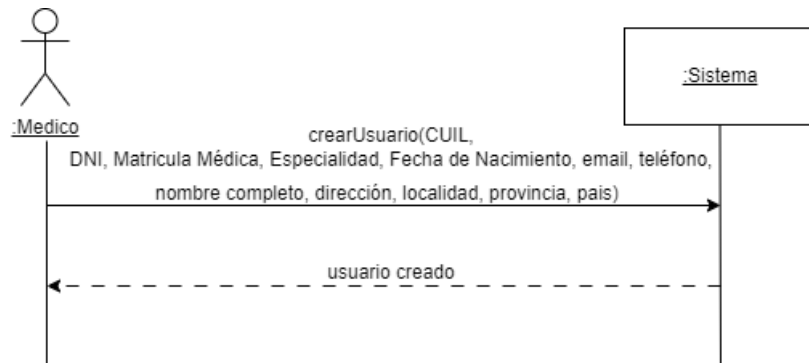 :Sistema
:Medico
crearUsuario(CUIL,
DNI, Matricula Médica, Especialidad, Fecha de Nacimiento, email, teléfono,
nombre completo, dirección, localidad, provincia, pais)
usuario creado